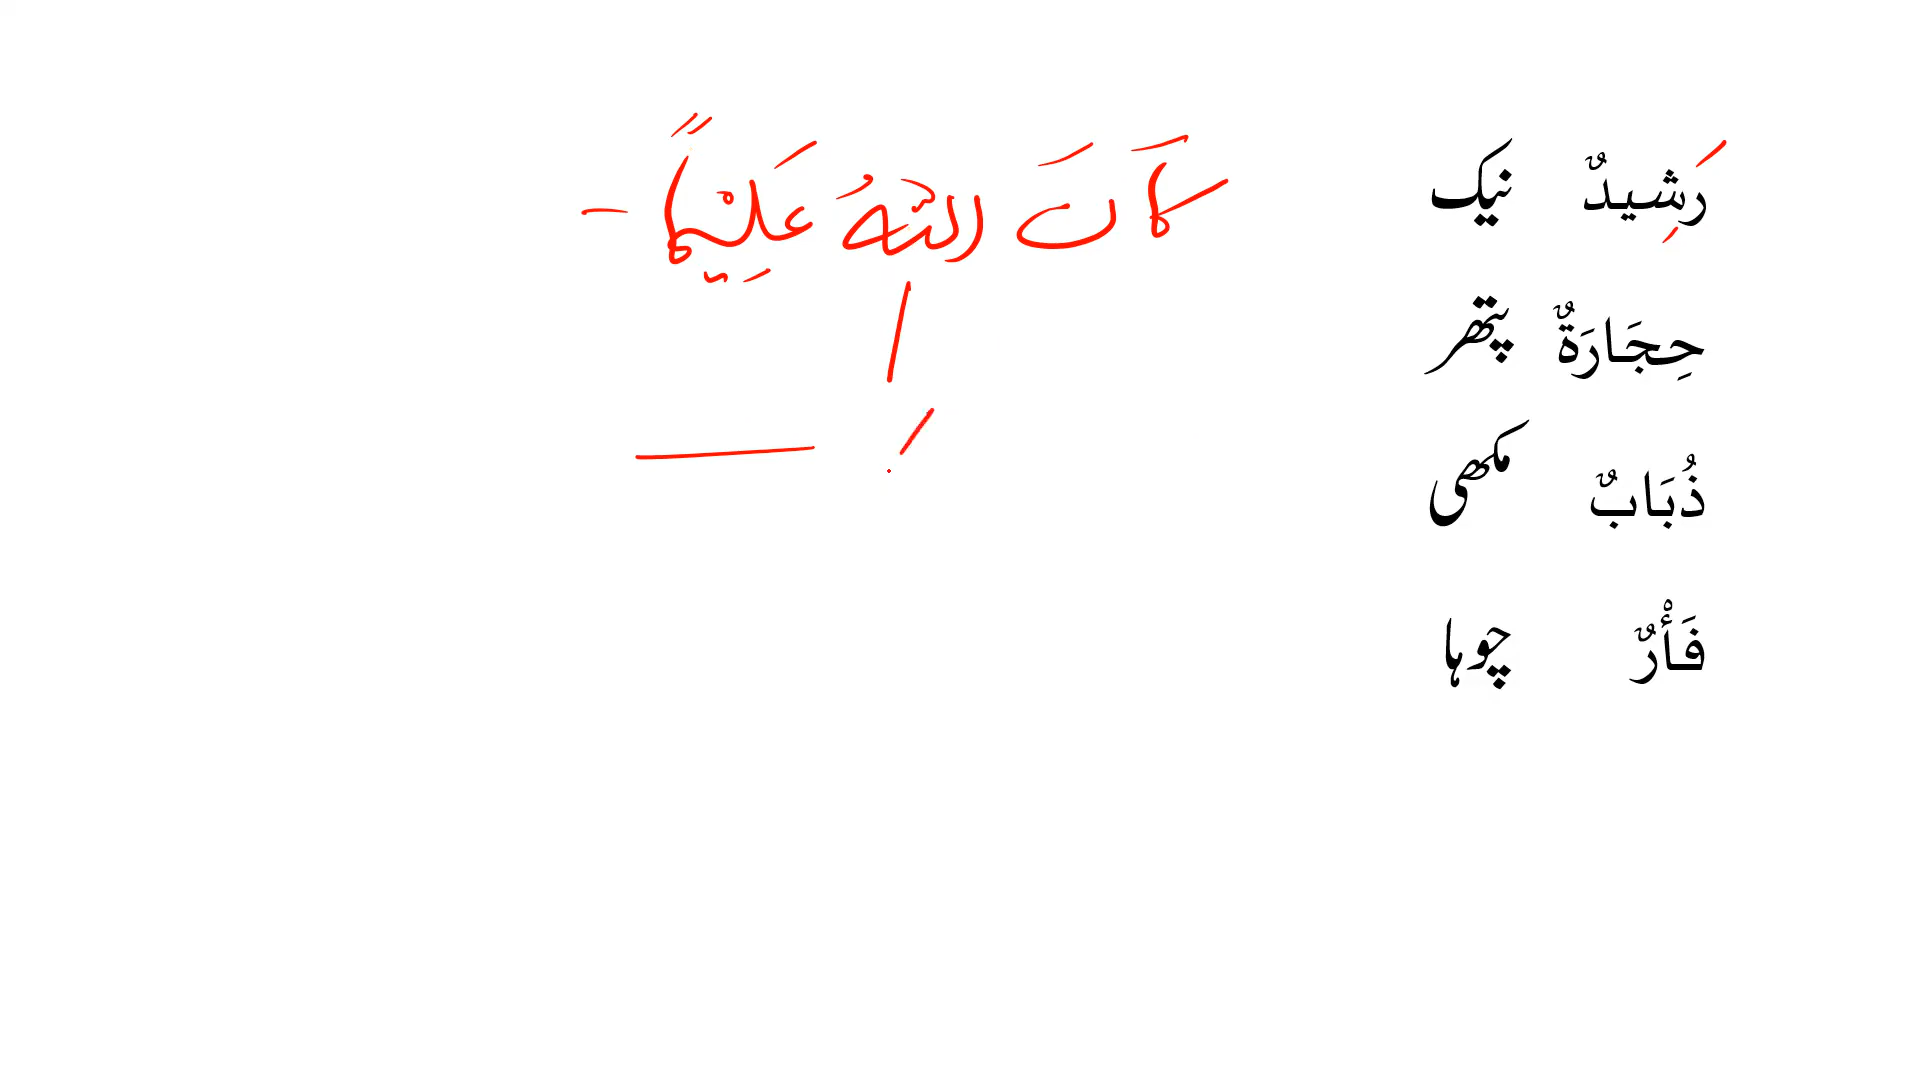 رَشِيدٌ نیک
كَانَ اللّٰهُ عَلِيْمًا -
حِجَارَةٌ پتھر
ذُبَابٌ مکھی
فَأْرٌ چوہا